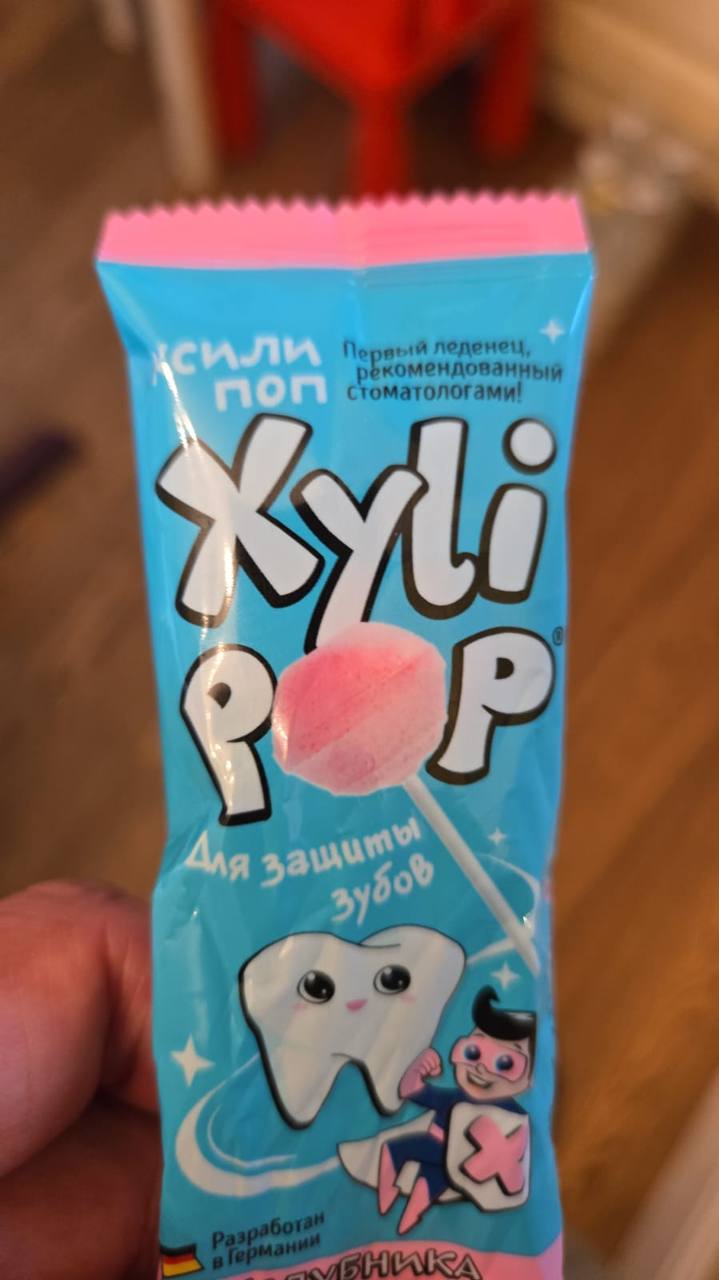 ксили
поп
Первый леденец,
рекомендованный
стоматологами!
Xyli
POP®
Для защиты
зубов
X
Разработан
в Германии